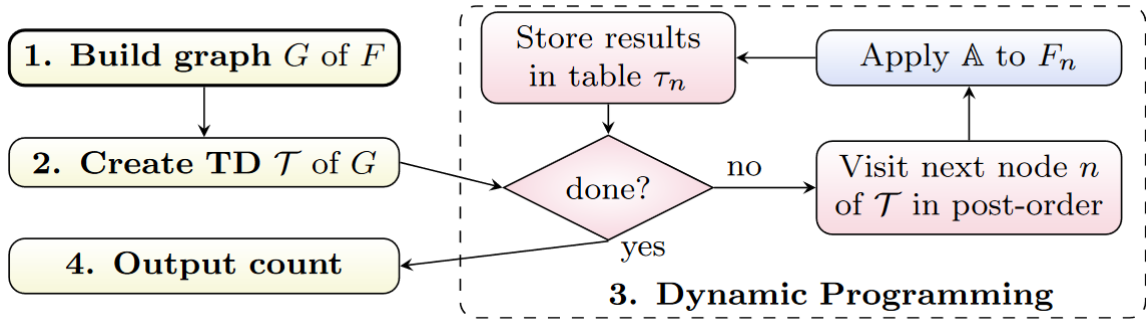 1. Build graph G of F
2. Create TD 𝒯 of G
4. Output count
Store results
in table τₙ
done?
no
yes
Apply 𝔸 to Fₙ
Visit next node n
of 𝒯 in post-order
3. Dynamic Programming